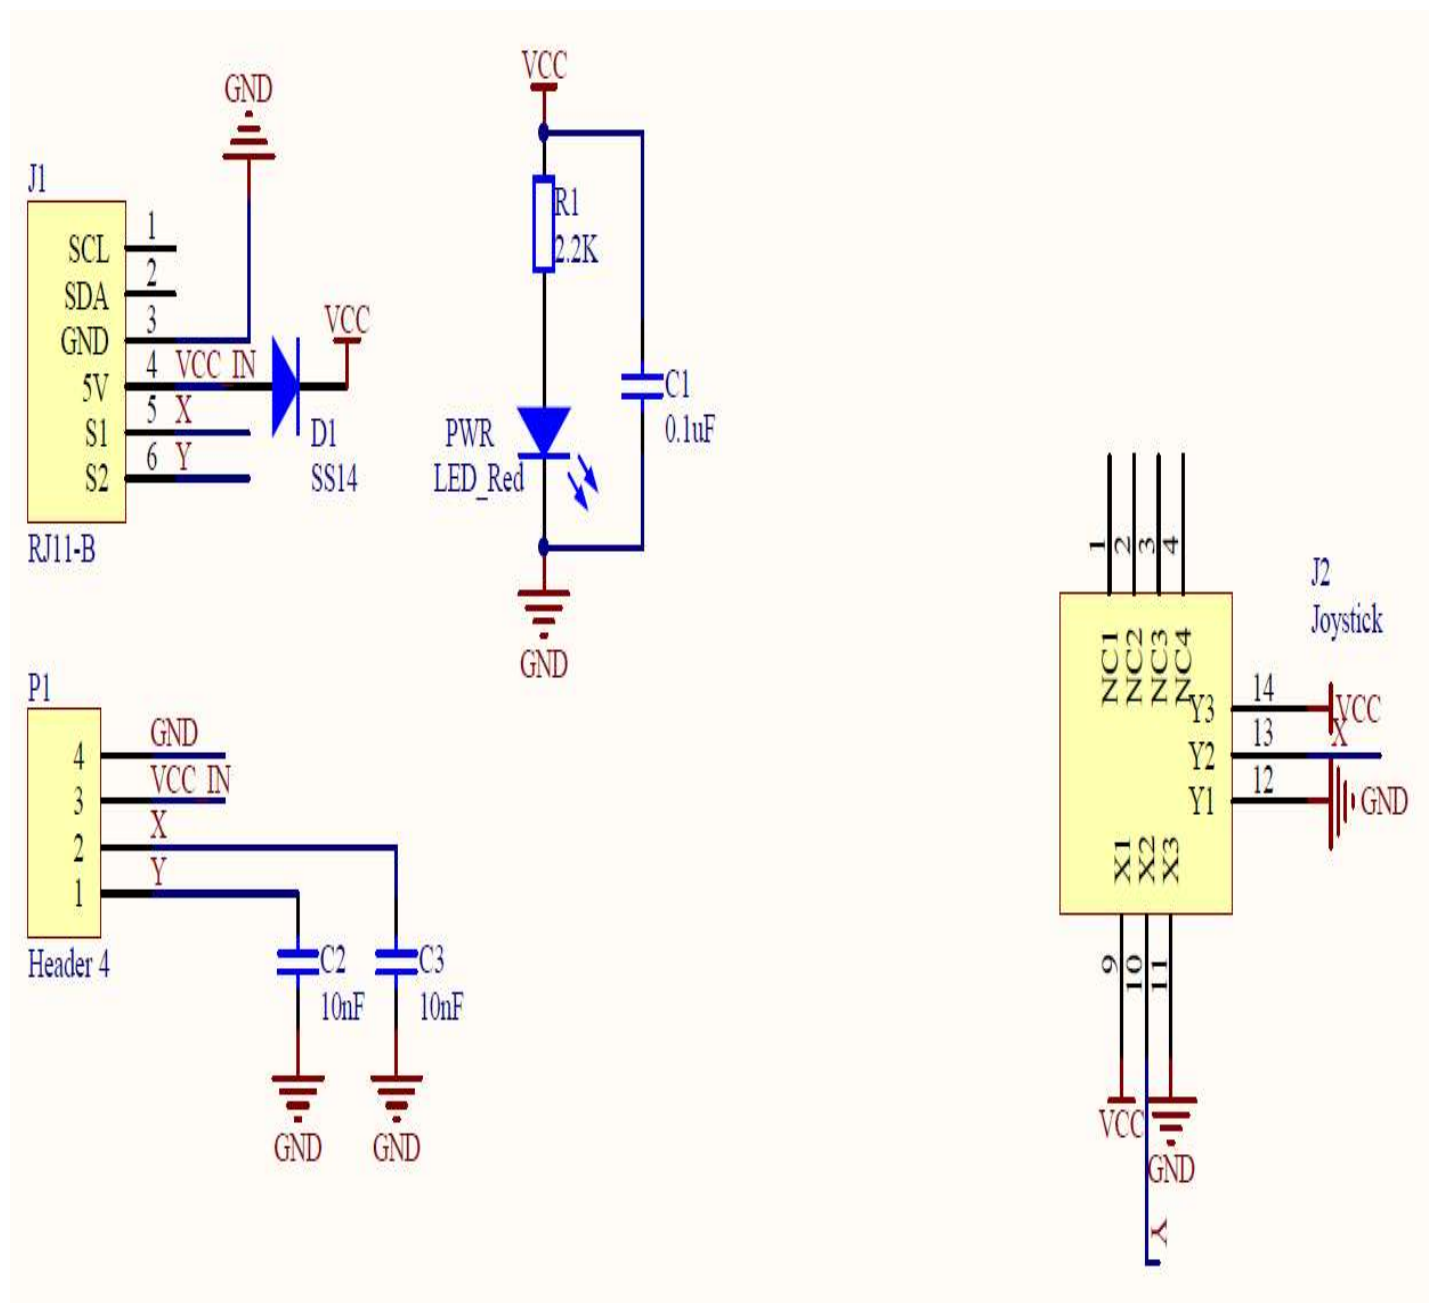 GND
J1
1
SCL
2
SDA
3
GND
4
VCC_IN
5V
5
X
S1
6
Y
S2
RJ11-B
VCC
D1
SS14
VCC
R1
2.2K
PWR
LED_Red
C1
0.1uF
GND
P1
4
GND
3
VCC_IN
2
X
1
Y
Header 4
C2
10nF
C3
10nF
GND
GND
1
2
3
4
J2
Joystick
NC1
NC2
NC3
NC4
Y3
14
VCC
Y2
13
X
Y1
12
GND
X1
X2
X3
9
10
11
VCC
GND
Y